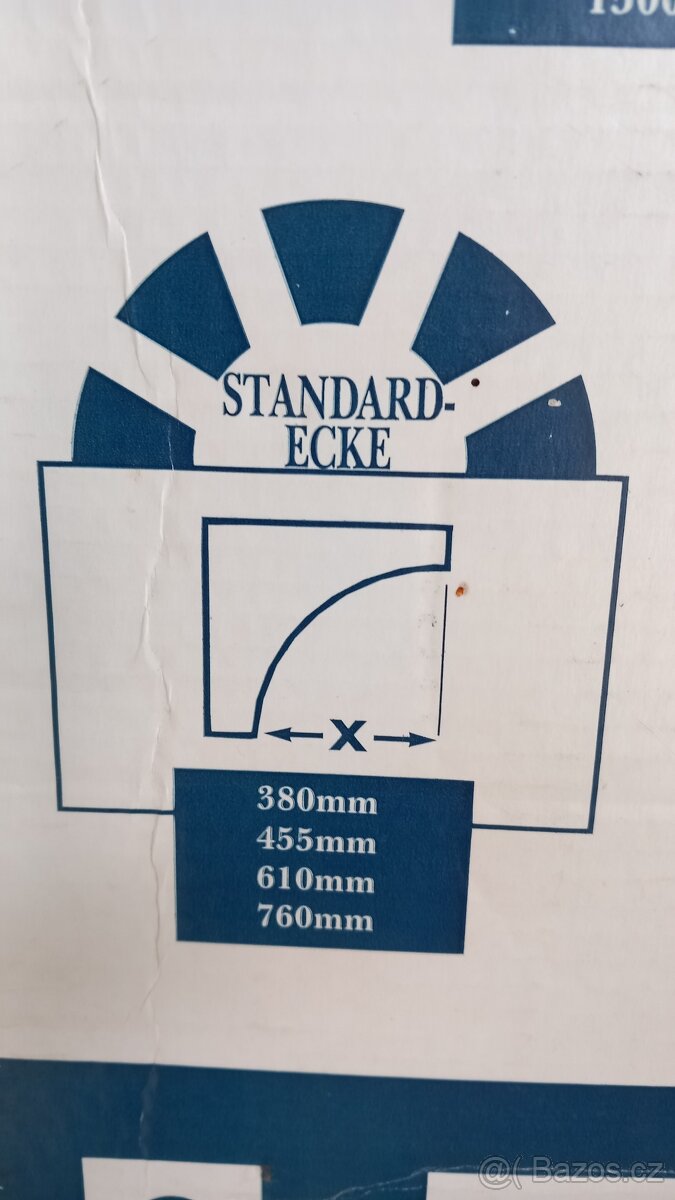 STANDARD-
ECKE
X
380mm
455mm
610mm
760mm
@( Bazos.cz